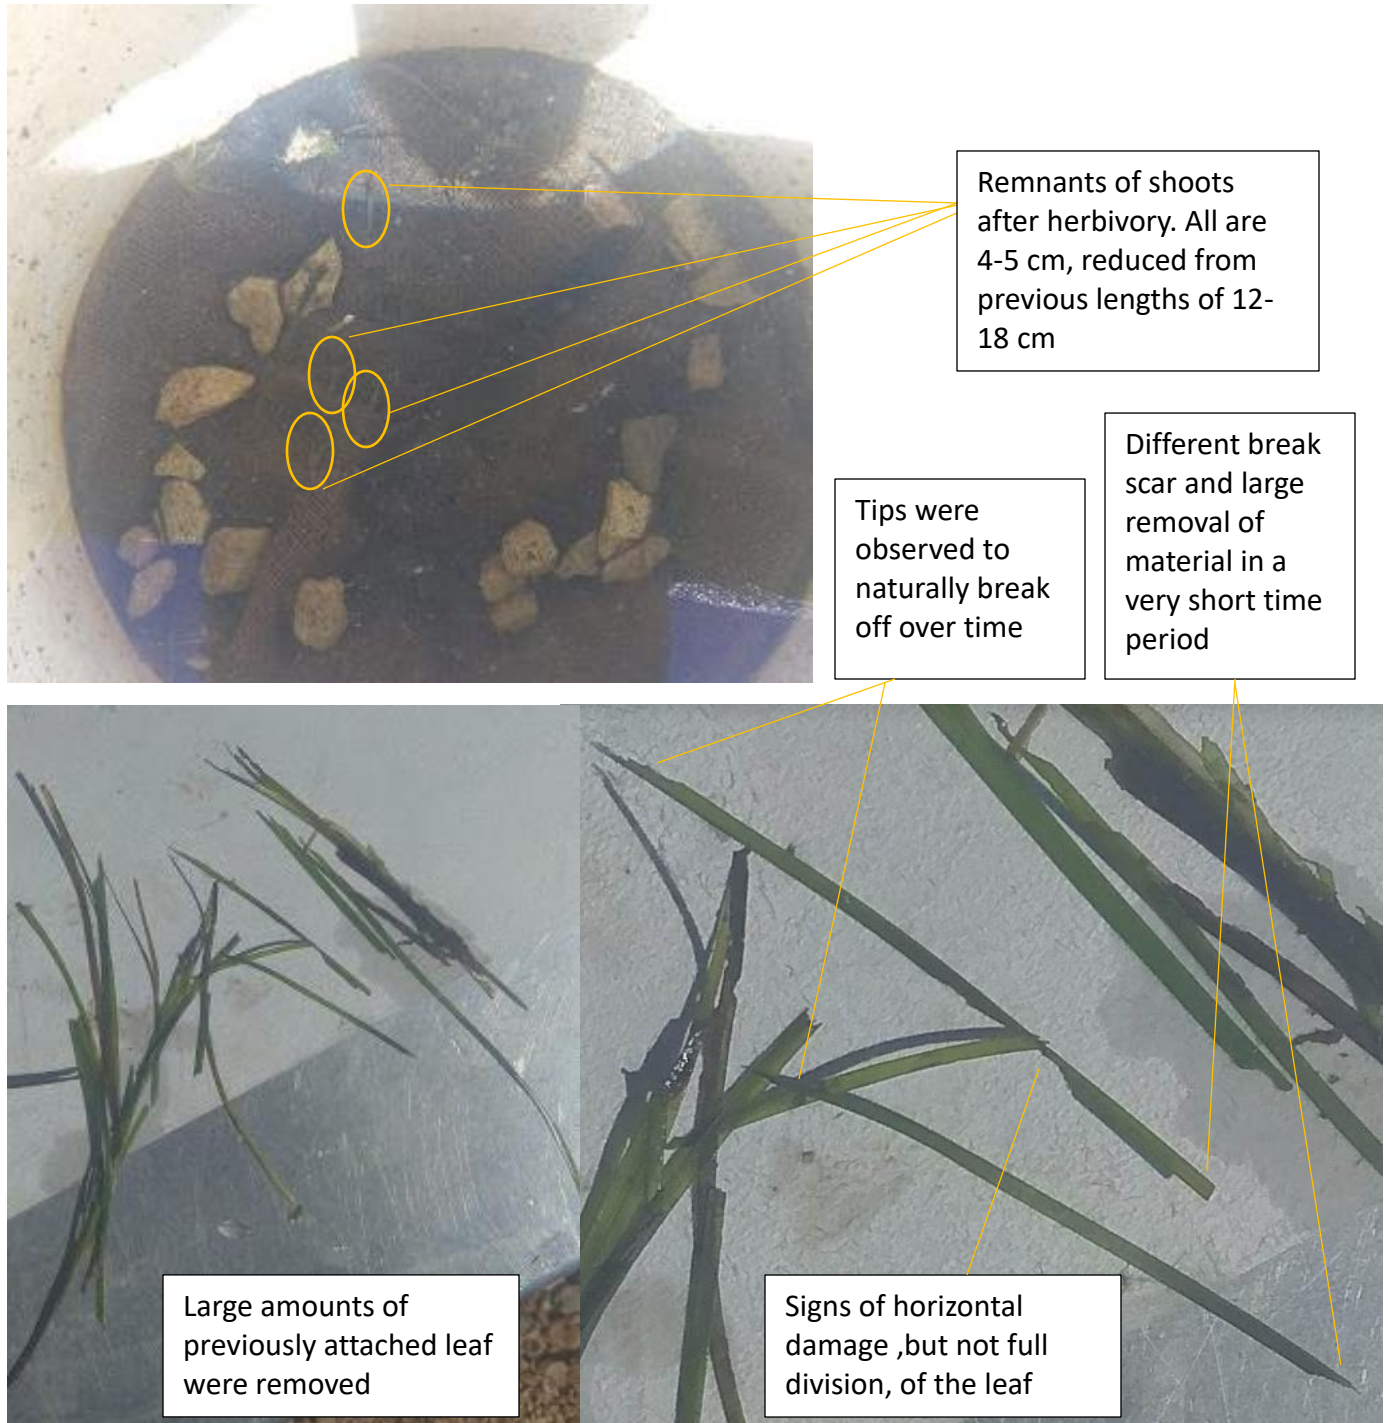 Remnants of shoots
after herbivory. All are
4-5 cm, reduced from
previous lengths of 12-
18 cm
Different break
scar and large
removal of
material in a
very short time
period
Tips were
observed to
naturally break
off over time
Large amounts of
previously attached leaf
were removed
Signs of horizontal
damage ,but not full
division, of the leaf